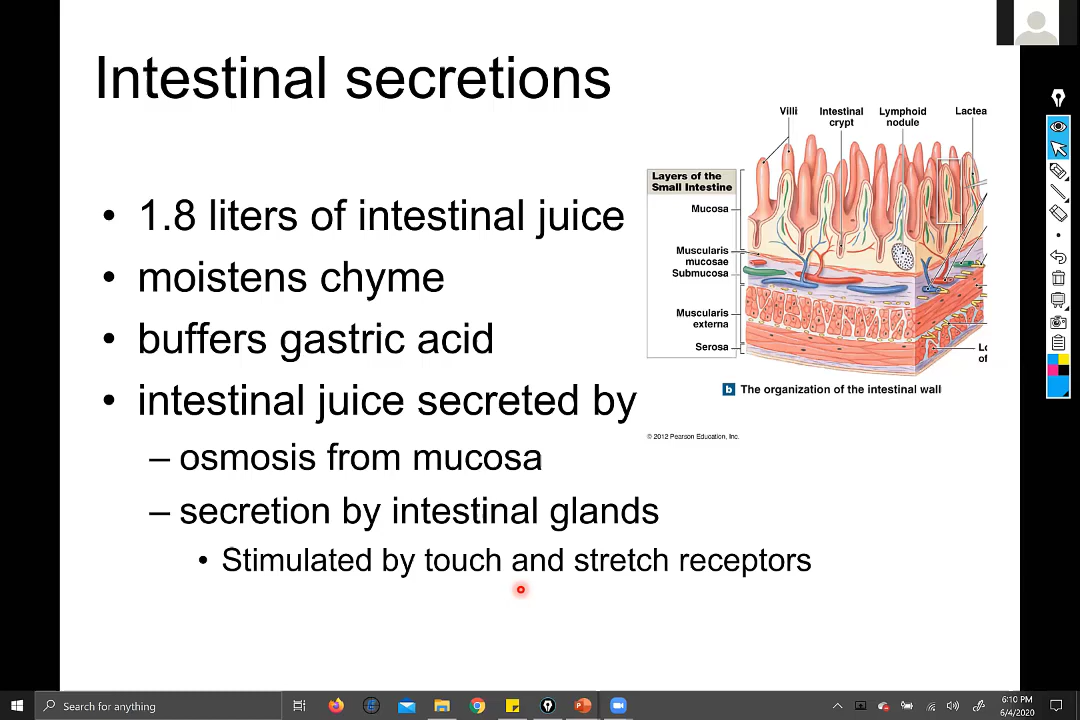 Intestinal secretions
• 1.8 liters of intestinal juice
• moistens chyme
• buffers gastric acid
• intestinal juice secreted by
– osmosis from mucosa
– secretion by intestinal glands
• Stimulated by touch and stretch receptors
Villi
Intestinal
crypt
Lymphoid
nodule
Lactea
Layers of the
Small Intestine
Mucosa
Muscularis
mucosae
Submucosa
Muscularis
externa
Serosa
Lo
of
b The organization of the intestinal wall
© 2012 Pearson Education, Inc.
Search for anything
6:10 PM
6/4/2020